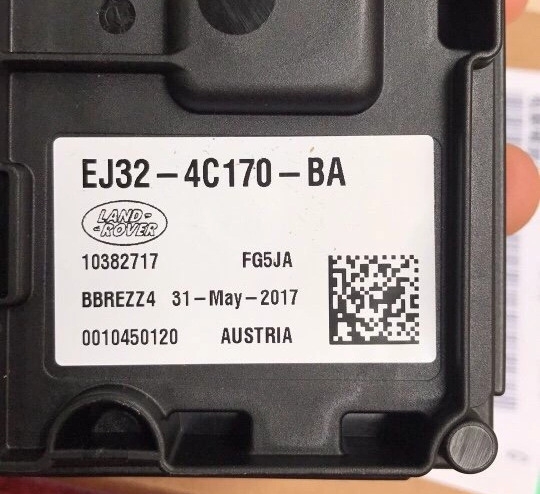 EJ32-4C170-BA
LAND-
-ROVER
10382717 FG5JA
BBREZZ4 31-May-2017
0010450120 AUSTRIA